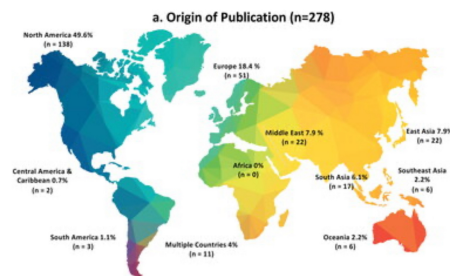 a. Origin of Publication (n=278)
North America 49.6%
(n = 138)
Europe 18.4 %
(n = 51)
Middle East 7.9 %
(n = 22)
East Asia 7.9%
(n = 22)
Africa 0%
(n = 0)
South Asia 6.1%
(n = 17)
Southeast Asia
2.2%
(n = 6)
Central America &
Caribbean 0.7%
(n = 2)
South America 1.1%
(n = 3)
Multiple Countries 4%
(n = 11)
Oceania 2.2%
(n = 6)